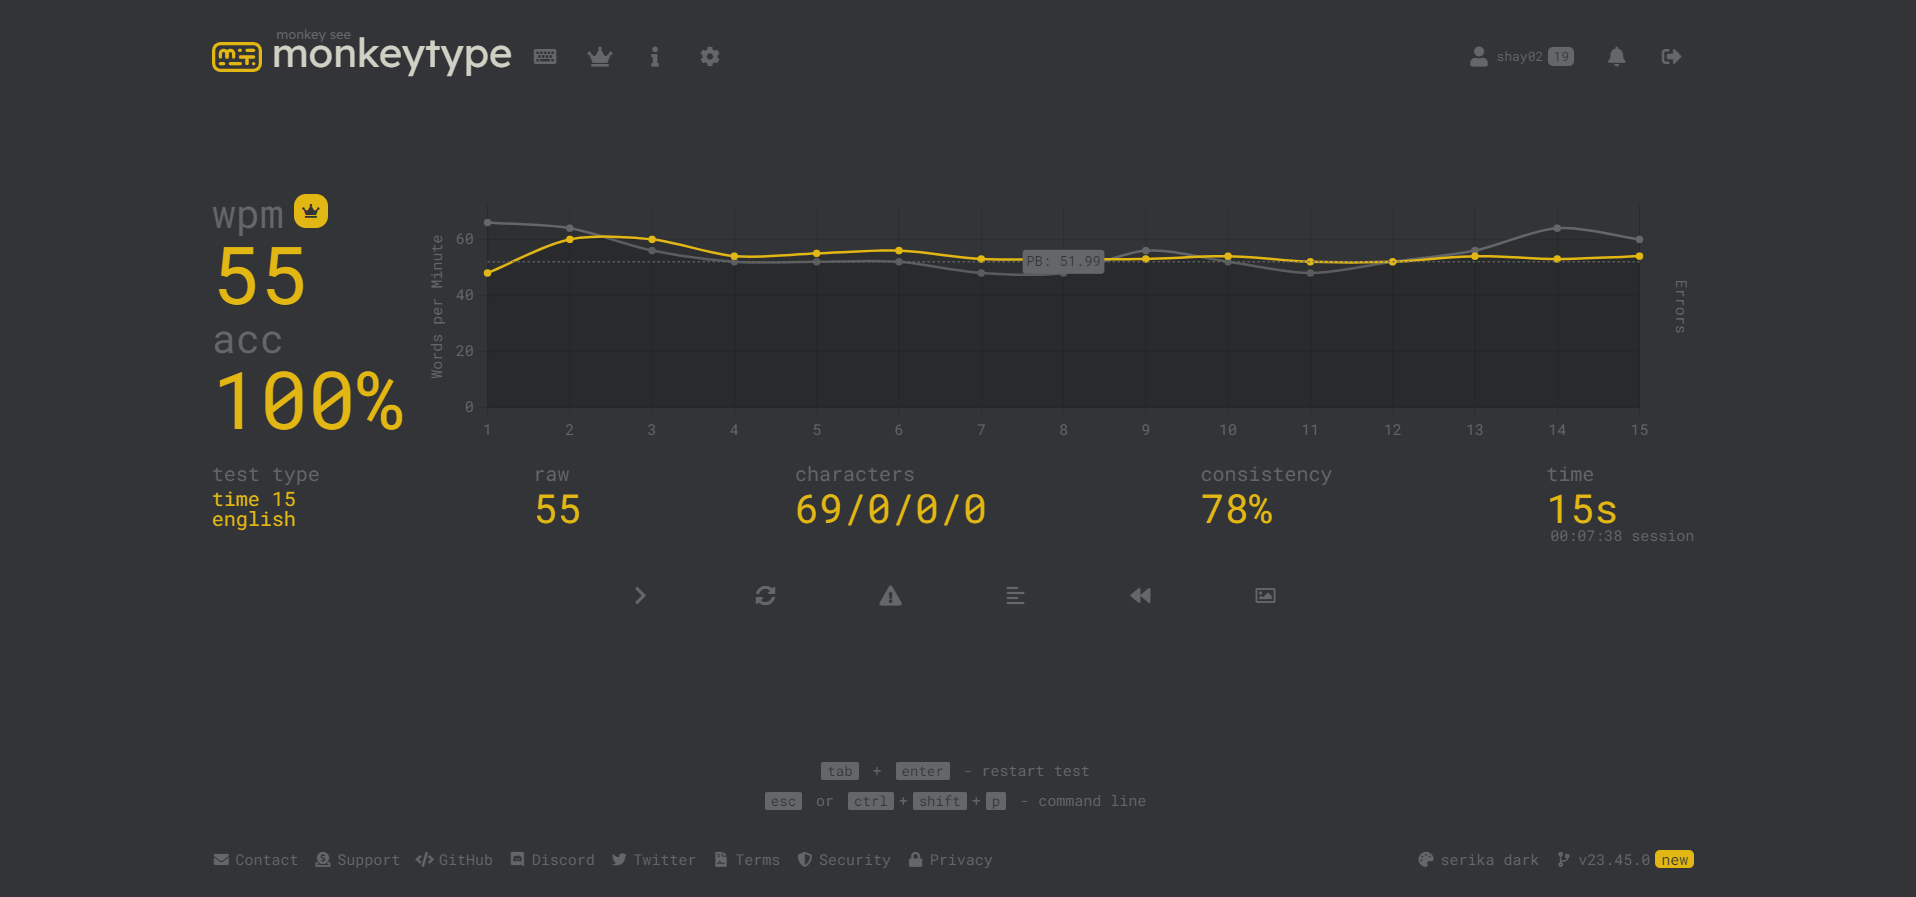 monkey see
monkeytype
shay02 19
wpm
55
acc
100%
Words per Minute
60
40
20
0
PB: 51.99
Errors
1 2 3 4 5 6 7 8 9 10 11 12 13 14 15
test type
time 15
english
raw
55
characters
69/0/0/0
consistency
78%
time
15s
00:07:38 session
tab + enter - restart test
esc or ctrl + shift + p - command line
Contact Support GitHub Discord Twitter Terms Security Privacy serika dark v23.45.0 new